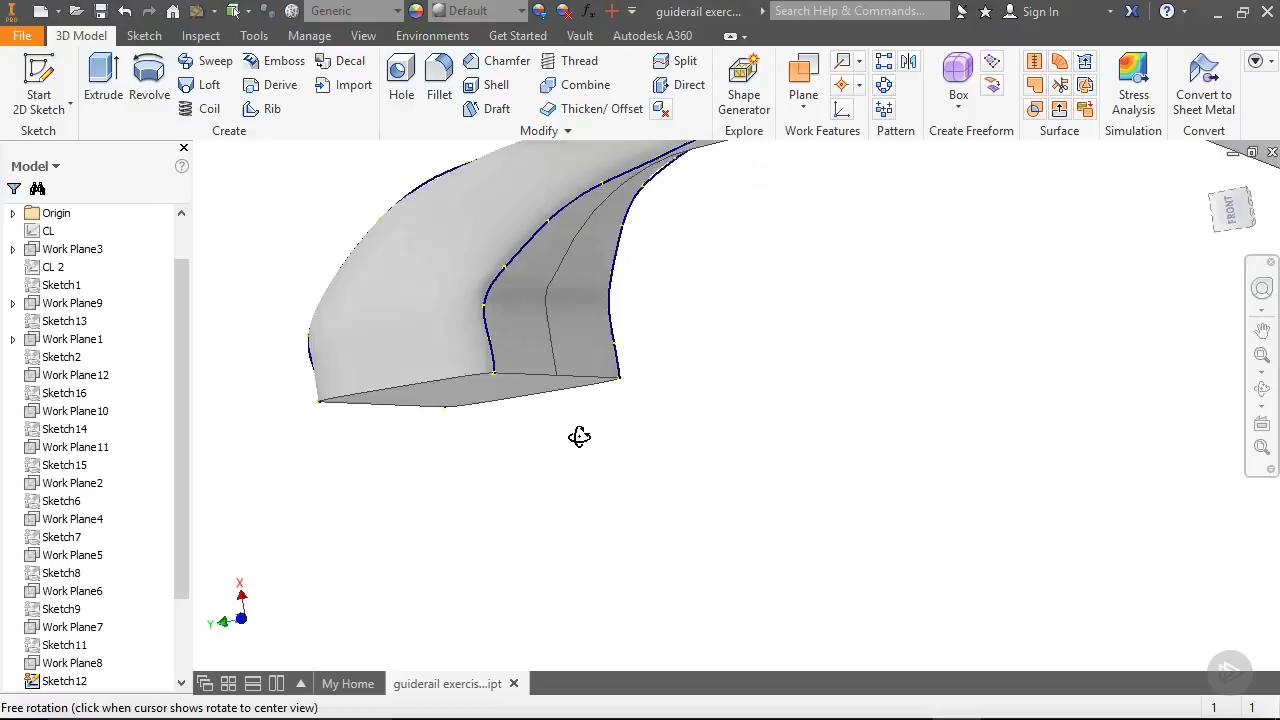 PRO
Generic
Default
fx
guiderail exerc...
Search Help & Commands...
Sign In
File
3D Model
Sketch
Inspect
Tools
Manage
View
Environments
Get Started
Vault
Autodesk A360
Start
2D Sketch
Sketch
Extrude
Revolve
Sweep
Loft
Coil
Emboss
Derive
Rib
Decal
Import
Create
Hole
Fillet
Chamfer
Shell
Draft
Thread
Combine
Thicken/ Offset
Split
Direct
Modify
Shape
Generator
Explore
Plane
Work Features
Pattern
Box
Create Freeform
Surface
Stress
Analysis
Simulation
Convert to
Sheet Metal
Convert
Model
Origin
CL
Work Plane3
CL 2
Sketch1
Work Plane9
Sketch13
Work Plane1
Sketch2
Work Plane12
Sketch16
Work Plane10
Sketch14
Work Plane11
Sketch15
Work Plane2
Sketch6
Work Plane4
Sketch7
Work Plane5
Sketch8
Work Plane6
Sketch9
Work Plane7
Sketch11
Work Plane8
Sketch12
FRONT
X
Y
My Home
guiderail exercis...ipt
Free rotation (click when cursor shows rotate to center view)
1
1